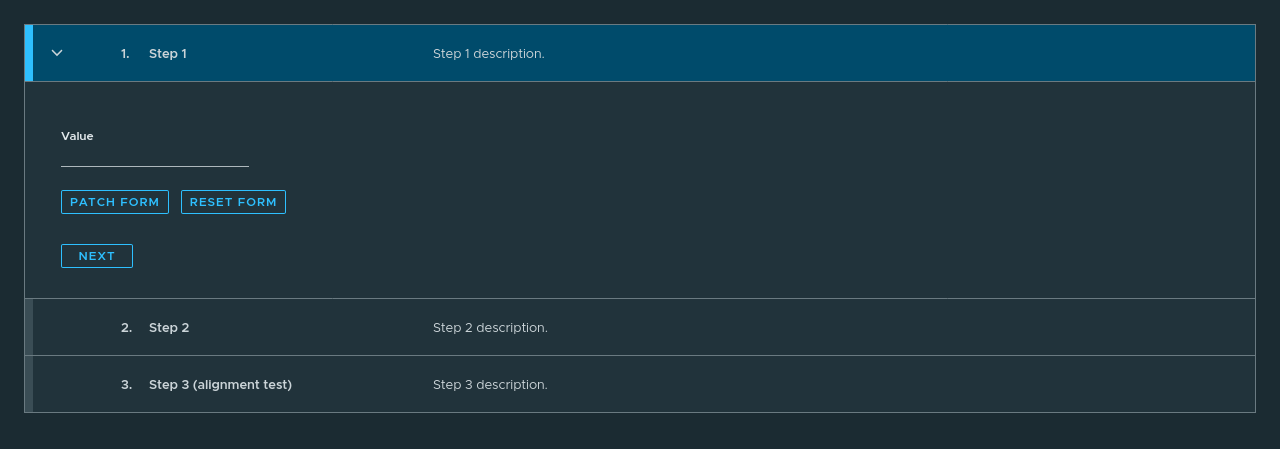 1. Step 1 Step 1 description.
Value
PATCH FORM RESET FORM
NEXT
2. Step 2 Step 2 description.
3. Step 3 (alignment test) Step 3 description.